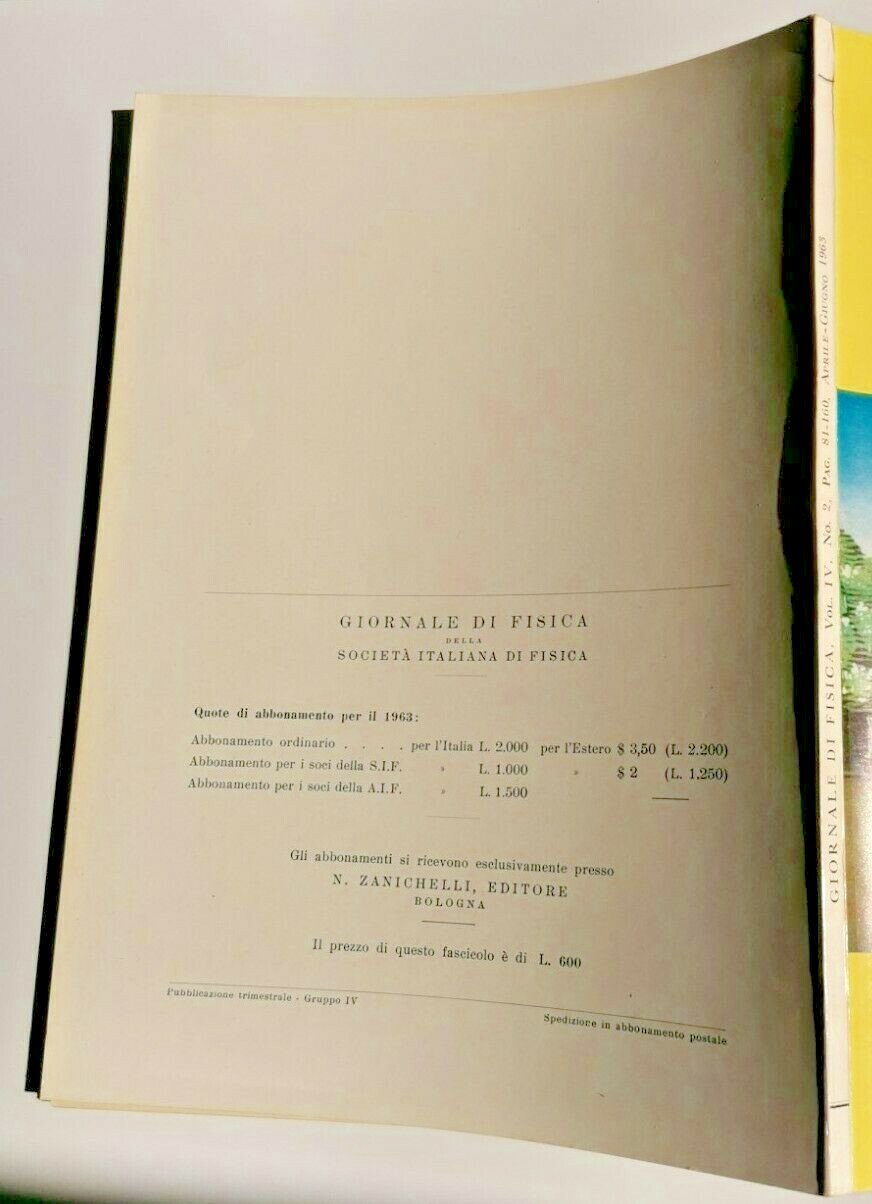 GIORNALE DI FISICA
DELLA
SOCIETÀ ITALIANA DI FISICA
Quote di abbonamento per il 1963:
Abbonamento ordinario . . . . per l'Italia L. 2.000 per l'Estero $ 3,50 (L. 2.200)
Abbonamento per i soci della S.I.F. » L. 1.000 » $ 2 (L. 1.250)
Abbonamento per i soci della A.I.F. » L. 1.500
Gli abbonamenti si ricevono esclusivamente presso
N. ZANICHELLI, EDITORE
BOLOGNA
Il prezzo di questo fascicolo è di L. 600
Pubblicazione trimestrale - Gruppo IV
Spedizione in abbonamento postale
GIORNALE DI FISICA, VOL. IV, NO. 2, PAG. 81-160, APRILE-GIUGNO 1963